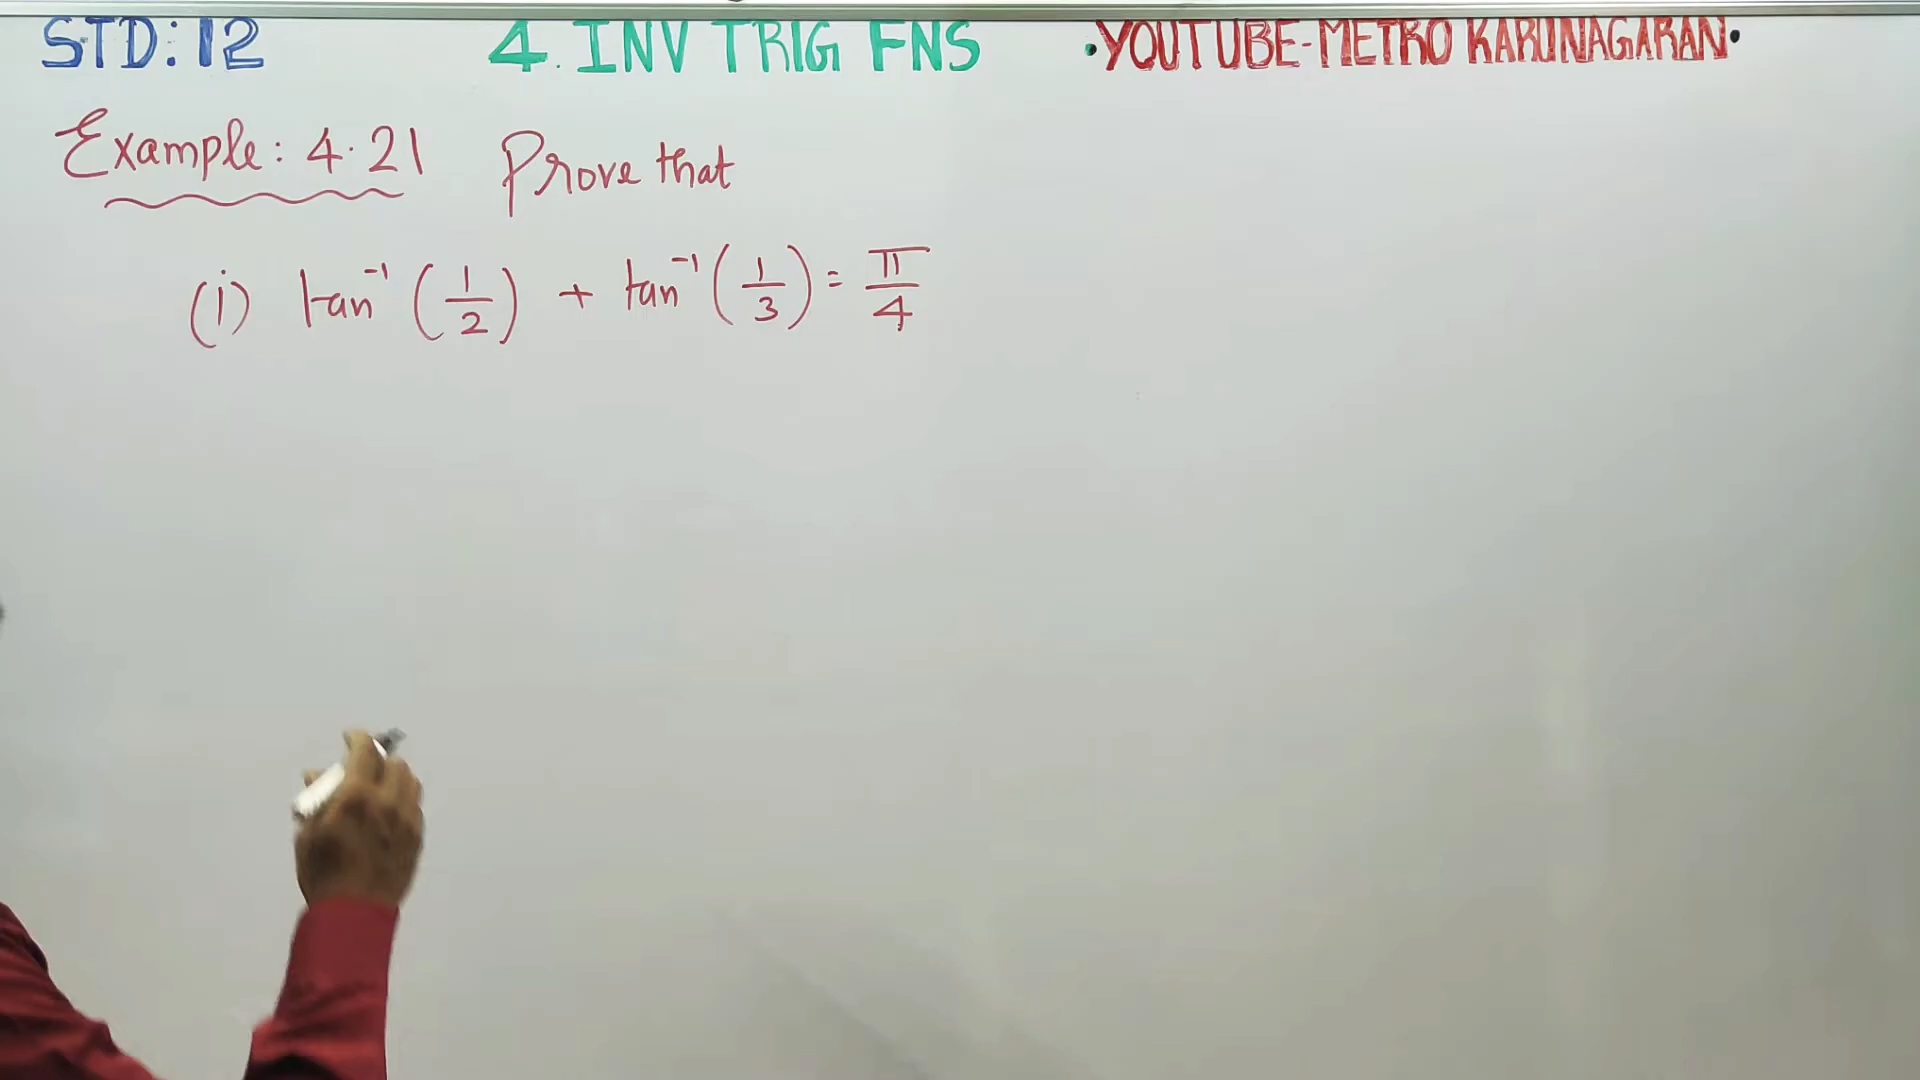 STD: 12 4. INV TRIG FNS •YOUTUBE-METRO KARUNAGARAN•
Example: 4.21 Prove that
(i) tan⁻¹(1/2) + tan⁻¹(1/3) = π/4